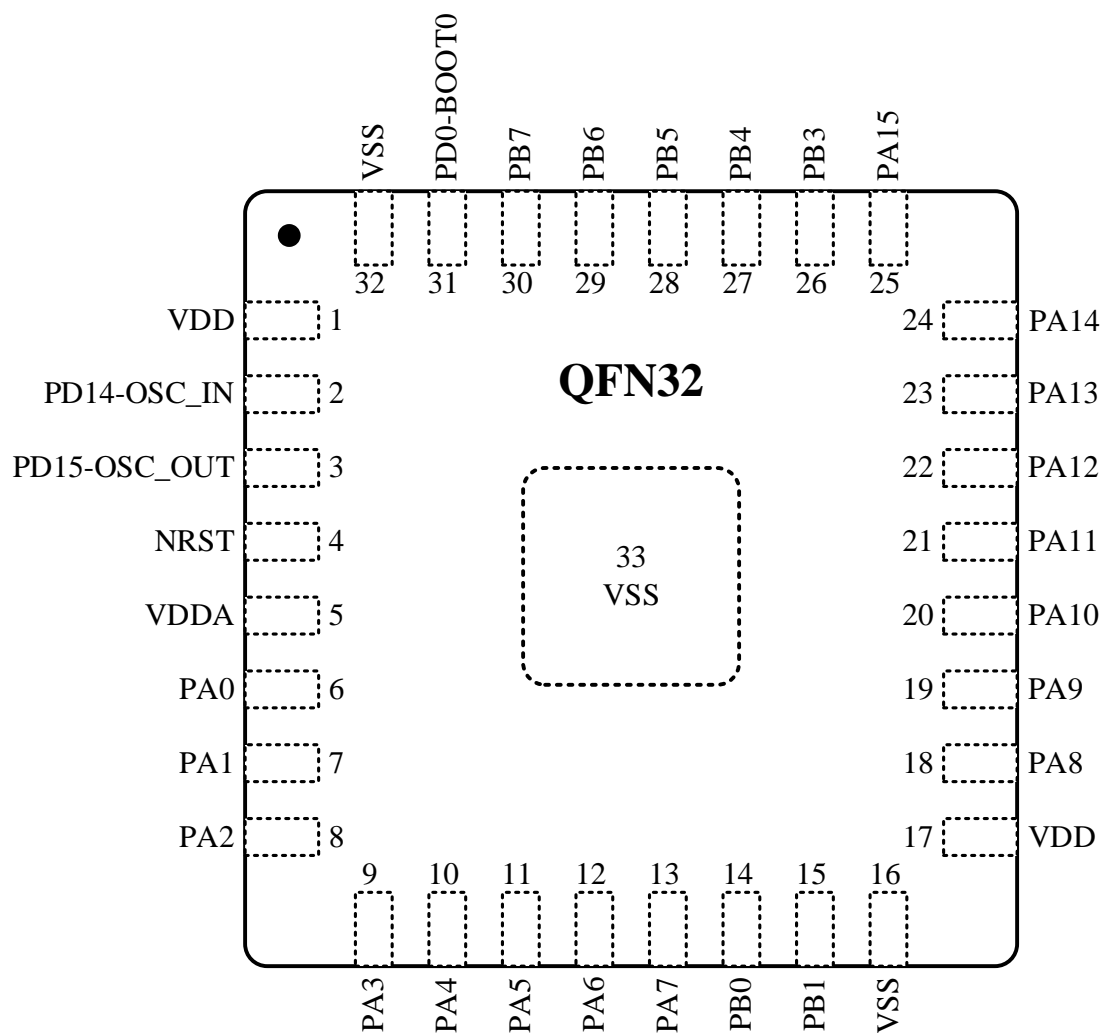 VSS
PD0-BOOT0
PB7
PB6
PB5
PB4
PB3
PA15
32 31 30 29 28 27 26 25
VDD 1 24 PA14
QFN32
PD14-OSC_IN 2 23 PA13
PD15-OSC_OUT 3 22 PA12
NRST 4 21 PA11
33
VSS
VDDA 5 20 PA10
PA0 6 19 PA9
PA1 7 18 PA8
PA2 8 17 VDD
9 10 11 12 13 14 15 16
PA3
PA4
PA5
PA6
PA7
PB0
PB1
VSS